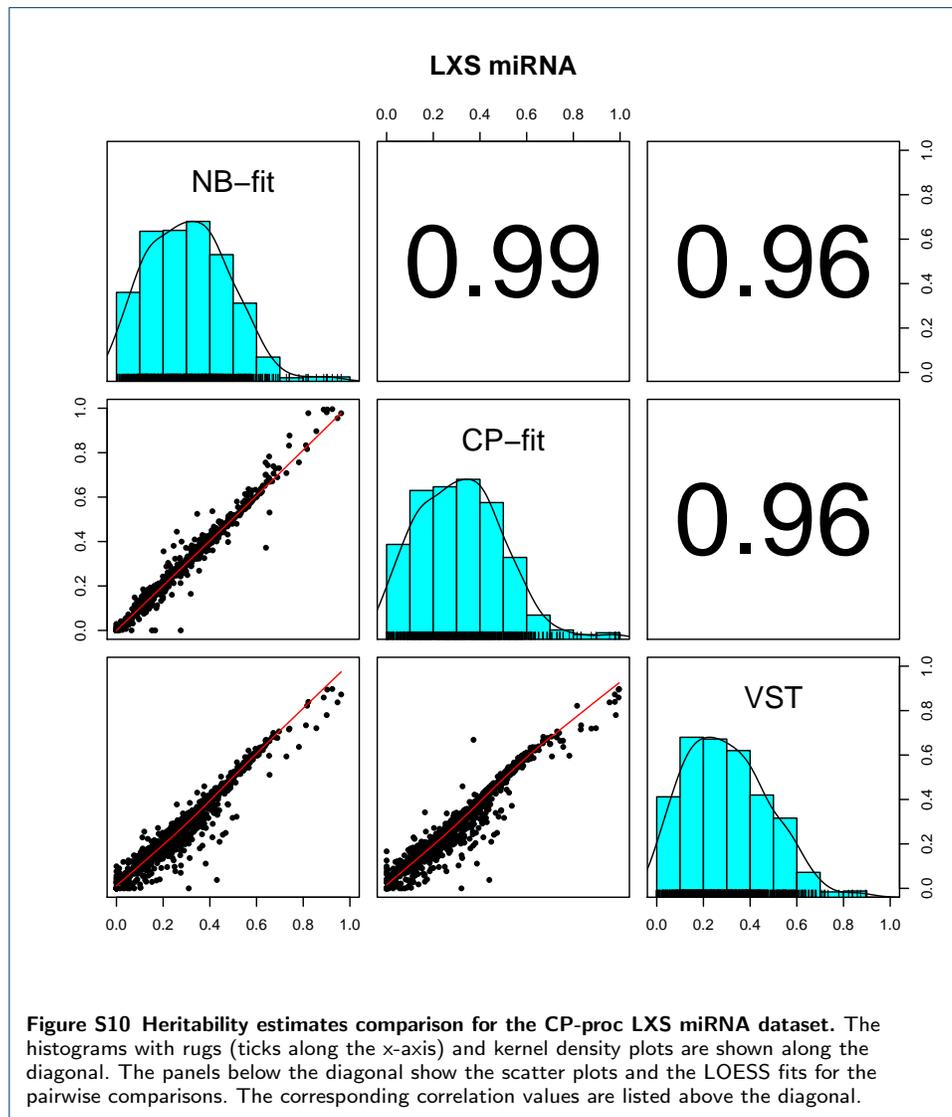 LXS miRNA
0.0 0.2 0.4 0.6 0.8 1.0
NB−fit
0.99
0.96
0.0 0.2 0.4 0.6 0.8 1.0
0.0 0.2 0.4 0.6 0.8 1.0
CP−fit
0.96
VST
0.0 0.2 0.4 0.6 0.8 1.0
0.0 0.2 0.4 0.6 0.8 1.0
0.0 0.2 0.4 0.6 0.8 1.0
Figure S10 Heritability estimates comparison for the CP-proc LXS miRNA dataset. The
histograms with rugs (ticks along the x-axis) and kernel density plots are shown along the
diagonal. The panels below the diagonal show the scatter plots and the LOESS fits for the
pairwise comparisons. The corresponding correlation values are listed above the diagonal.